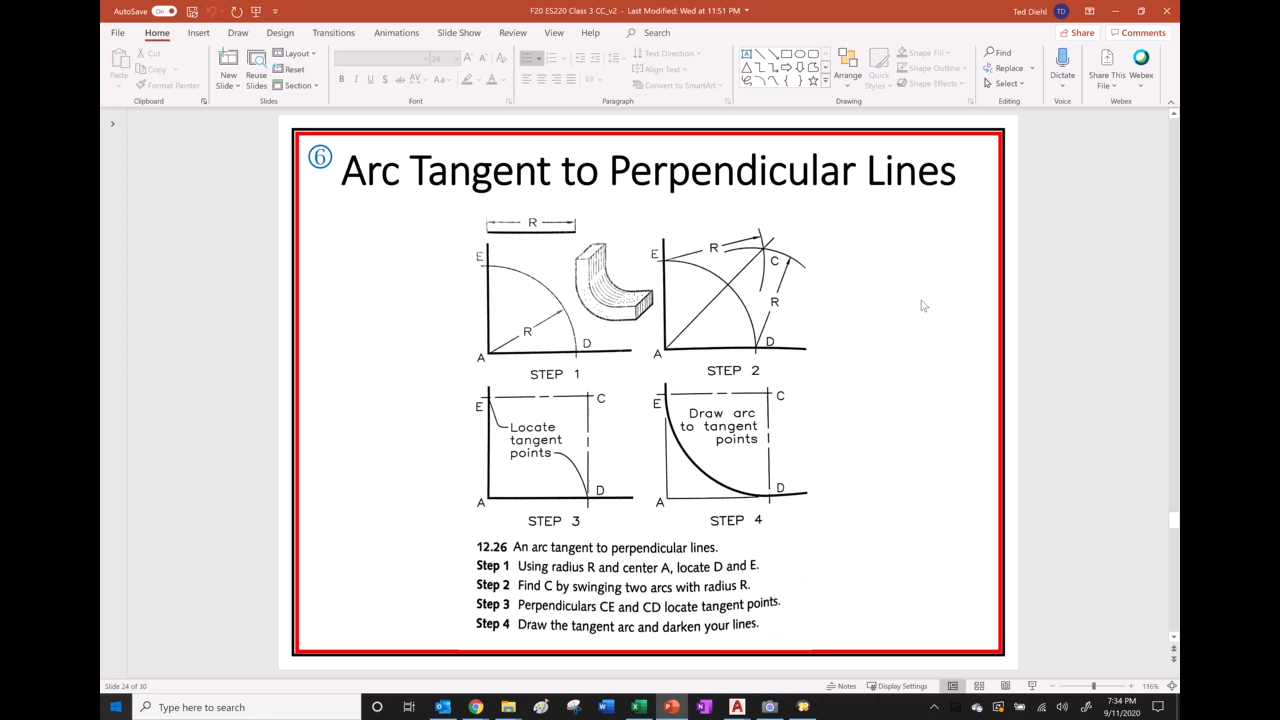 AutoSave On F20 ES220 Class 3 CC_v2 - Last Modified: Wed at 11:51 PM Ted Diehl TD
File Home Insert Draw Design Transitions Animations Slide Show Review View Help Search Share Comments
Paste Cut Copy Format Painter Clipboard
New Slide Reuse Slides Layout Reset Section Slides
B I U S ab AV Aa A A A Font
Text Direction Align Text Convert to SmartArt Paragraph
Arrange Quick Styles Shape Fill Shape Outline Shape Effects Drawing
Find Replace Select Editing
Dictate Voice
Share This File Webex Webex
6 Arc Tangent to Perpendicular Lines
R
E
R
D
A
STEP 1
E
R
C
R
D
A
STEP 2
E
C
Locate
tangent
points
D
A
STEP 3
E
C
Draw arc
to tangent
points
D
A
STEP 4
12.26 An arc tangent to perpendicular lines.
Step 1 Using radius R and center A, locate D and E.
Step 2 Find C by swinging two arcs with radius R.
Step 3 Perpendiculars CE and CD locate tangent points.
Step 4 Draw the tangent arc and darken your lines.
Slide 24 of 30 Notes Display Settings 116%
Type here to search
7:34 PM
9/11/2020